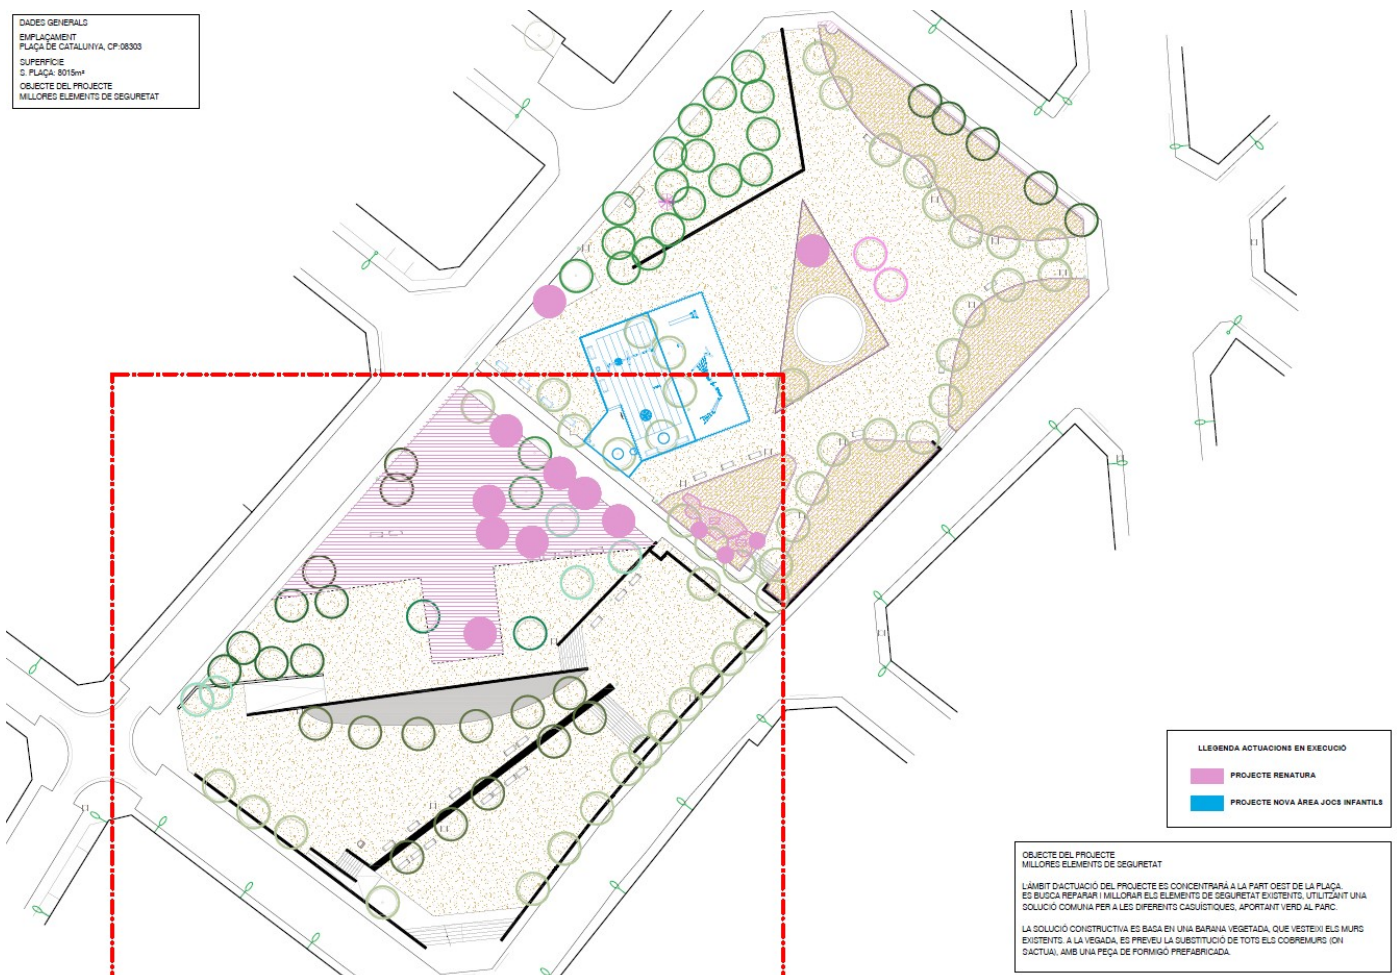 DADES GENERALS
EMPLAÇAMENT
PLAÇA DE CATALUNYA, CP:08303
SUPERFÍCIE
S. PLAÇA: 8015m²
OBJECTE DEL PROJECTE
MILLORES ELEMENTS DE SEGURETAT
LLEGENDA ACTUACIONS EN EXECUCIÓ
PROJECTE RENATURA
PROJECTE NOVA ÀREA JOCS INFANTILS
OBJECTE DEL PROJECTE
MILLORES ELEMENTS DE SEGURETAT
L'ÀMBIT D'ACTUACIÓ DEL PROJECTE ES CONCENTRARÀ A LA PART OEST DE LA PLAÇA.
ES BUSCA REPARAR I MILLORAR ELS ELEMENTS DE SEGURETAT EXISTENTS, UTILITZANT UNA
SOLUCIÓ COMUNA PER A LES DIFERENTS CASUÍSTIQUES, APORTANT VERD AL PARC.
LA SOLUCIÓ CONSTRUCTIVA ES BASA EN UNA BARANA VEGETADA, QUE VESTEIXI ELS MURS
EXISTENTS. A LA VEGADA, ES PREVEU LA SUBSTITUCIÓ DE TOTS ELS COBREMURS (ON
S'ACTUA), AMB UNA PEÇA DE FORMIGÓ PREFABRICADA.